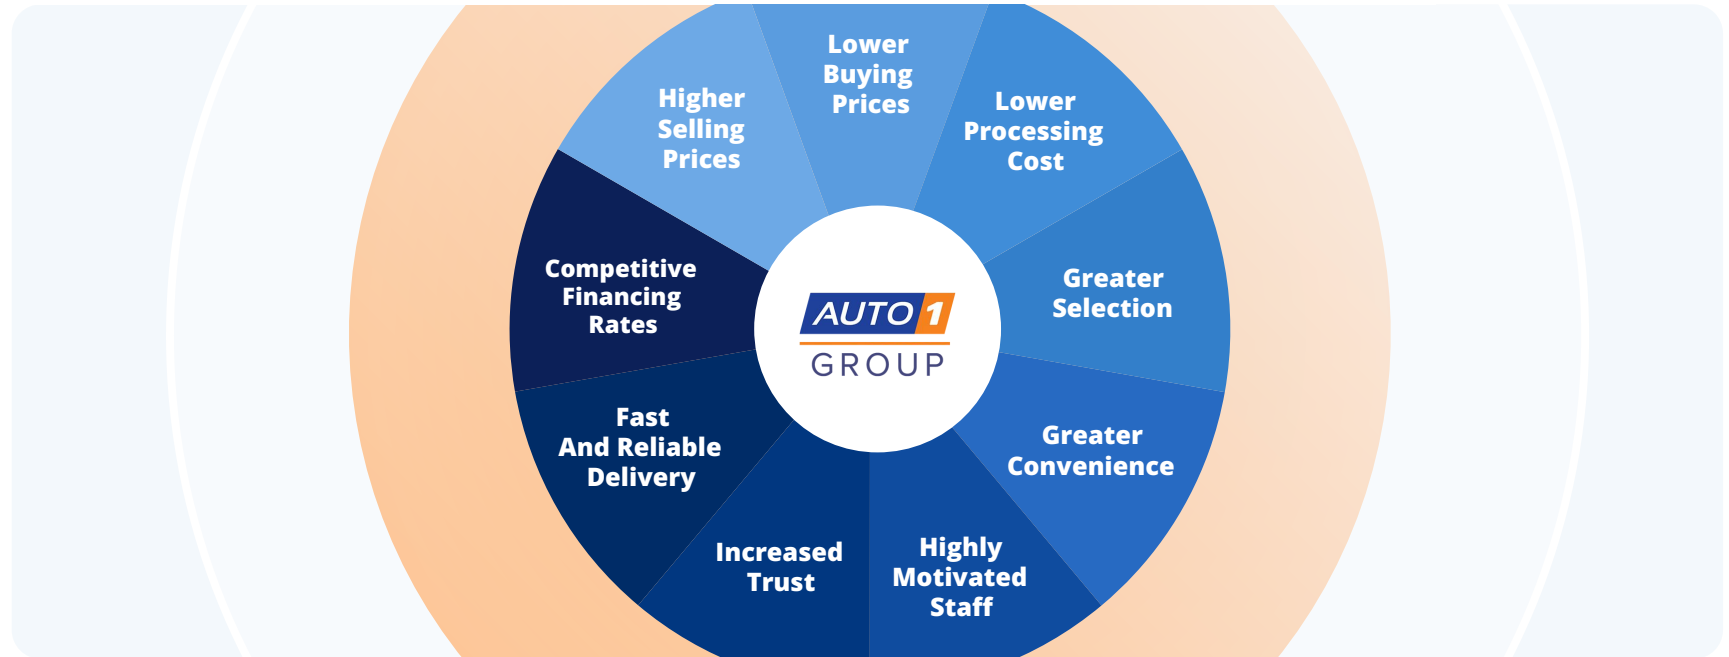 Lower
Buying
Prices
Lower
Processing
Cost
Greater
Selection
Greater
Convenience
Highly
Motivated
Staff
Increased
Trust
Fast
And Reliable
Delivery
Competitive
Financing
Rates
Higher
Selling
Prices
AUTO1
GROUP